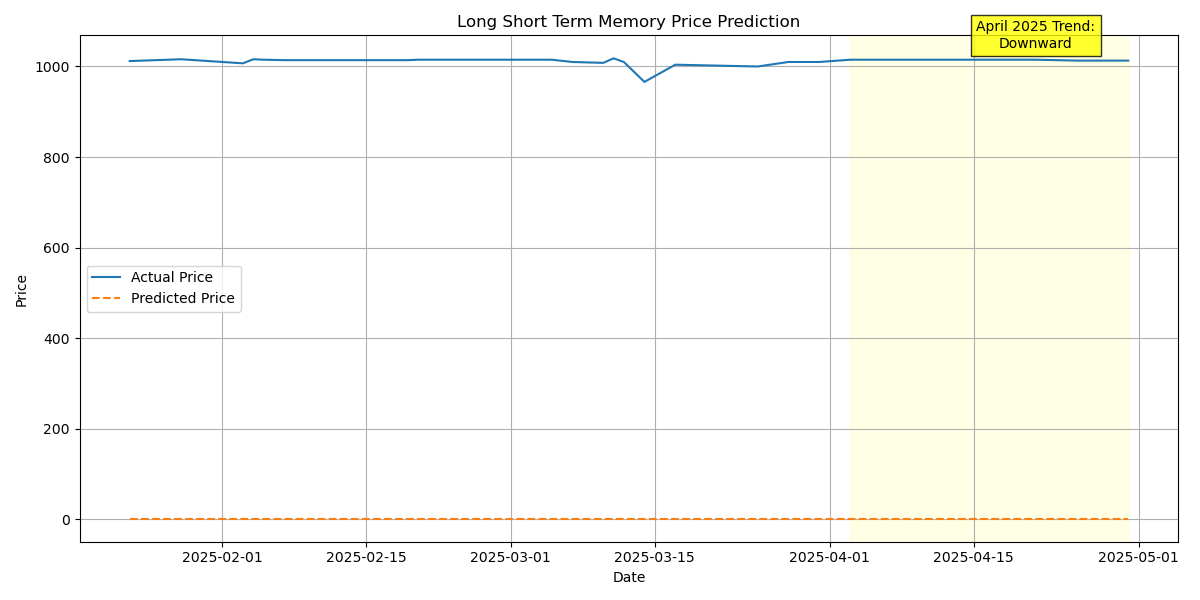 Long Short Term Memory Price Prediction
April 2025 Trend:
Downward
1000
800
600
400
200
0
Price
Actual Price
Predicted Price
2025-02-01
2025-02-15
2025-03-01
2025-03-15
2025-04-01
2025-04-15
2025-05-01
Date